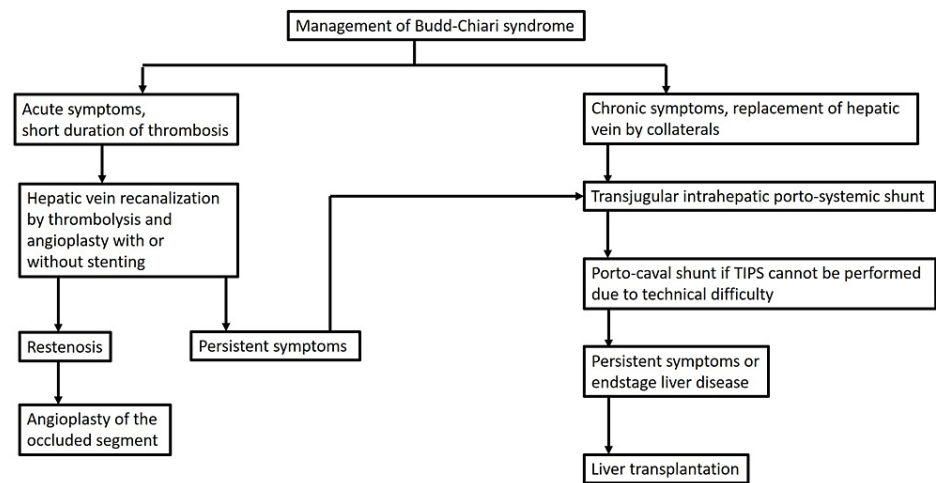 Management of Budd-Chiari syndrome
Acute symptoms,
short duration of thrombosis
Hepatic vein recanalization
by thrombolysis and
angioplasty with or
without stenting
Restenosis
Persistent symptoms
Angioplasty of the
occluded segment
Chronic symptoms, replacement of hepatic
vein by collaterals
Transjugular intrahepatic porto-systemic shunt
Porto-caval shunt if TIPS cannot be performed
due to technical difficulty
Persistent symptoms or
endstage liver disease
Liver transplantation